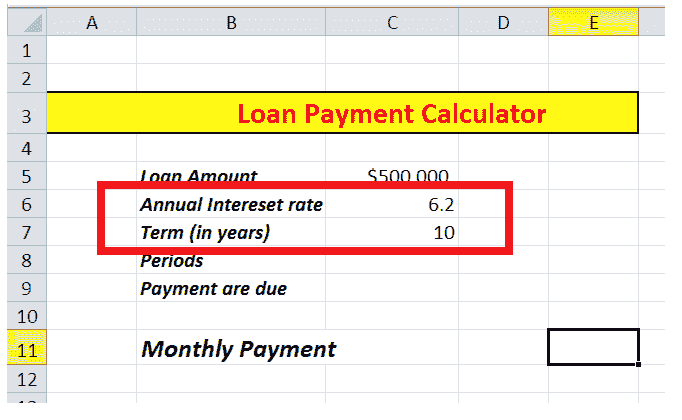 A B C D E
1
2
3 Loan Payment Calculator
4
5 Loan Amount $500,000
6 Annual Intereset rate 6.2
7 Term (in years) 10
8 Periods
9 Payment are due
10
11 Monthly Payment
12